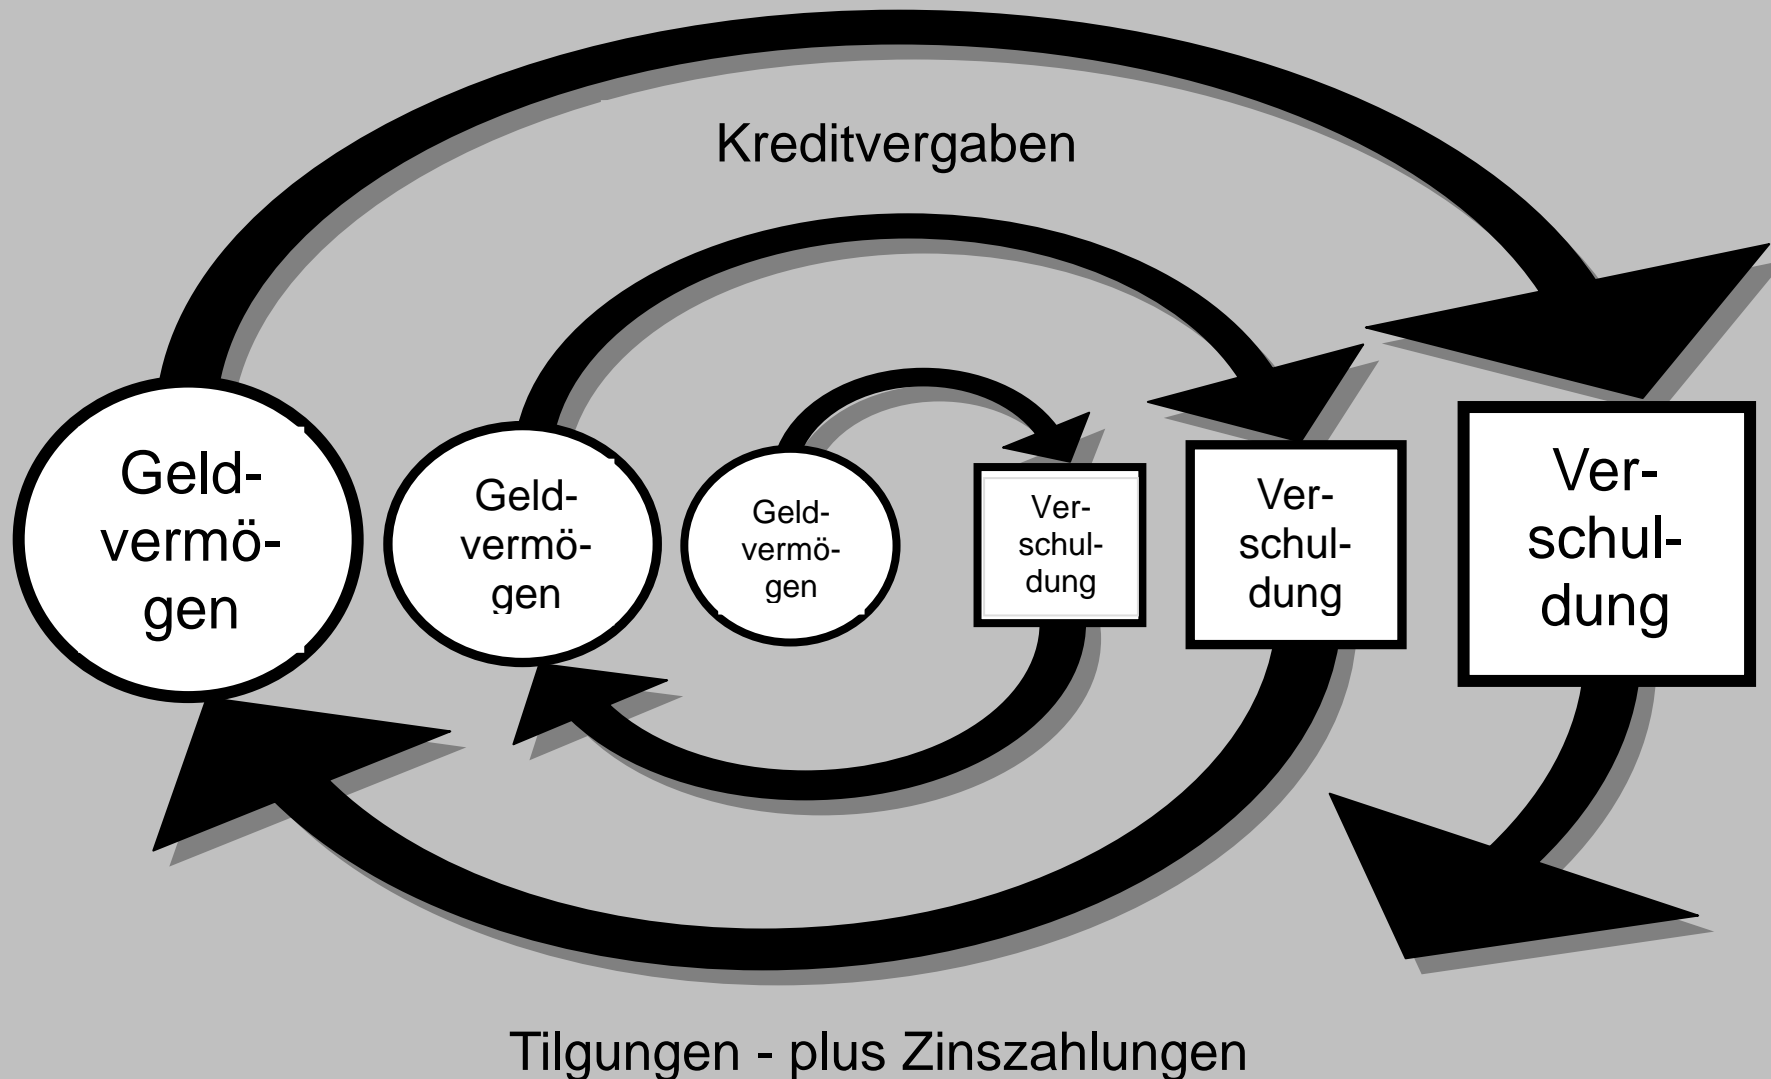 Kreditvergaben
Geld-
vermö-
gen
Geld-
vermö-
gen
Geld-
vermö-
gen
Ver-
schul-
dung
Ver-
schul-
dung
Ver-
schul-
dung
Tilgungen - plus Zinszahlungen